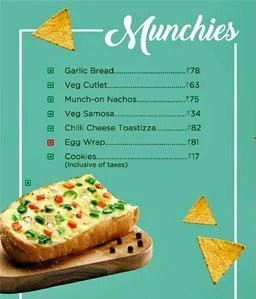 Munchies
Garlic Bread..................₹78
Veg Cutlet..................₹63
Munch-on Nachos..................₹75
Veg Samosa..................₹34
Chilli Cheese Toastizza..................₹82
Egg Wrap..................₹81
Cookies..................₹17
(Inclusive of taxes)